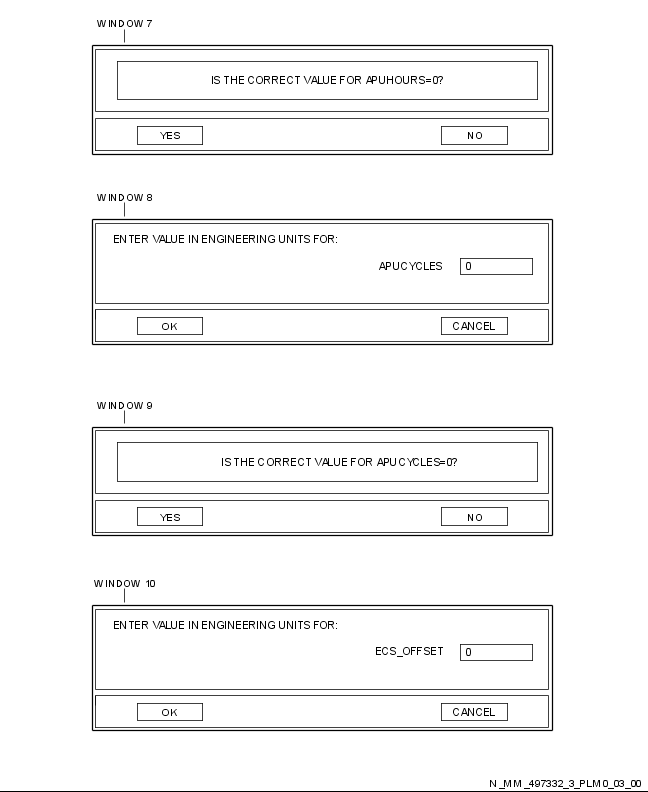 WINDOW 7
IS THE CORRECT VALUE FOR APUHOURS=0?
YES NO
WINDOW 8
ENTER VALUE IN ENGINEERING UNITS FOR:
APUCYCLES 0
OK CANCEL
WINDOW 9
IS THE CORRECT VALUE FOR APUCYCLES=0?
YES NO
WINDOW 10
ENTER VALUE IN ENGINEERING UNITS FOR:
ECS_OFFSET 0
OK CANCEL
N_MM_497332_3_PLM0_03_00